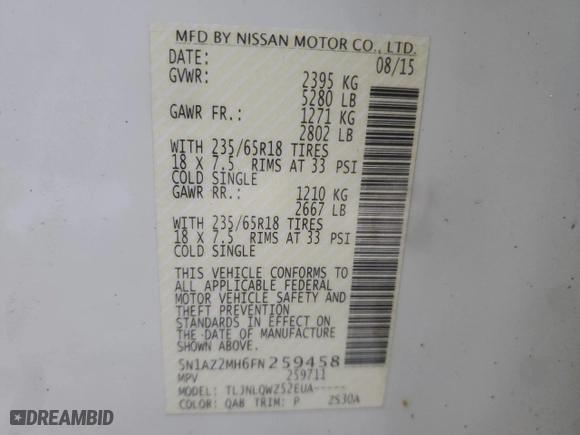 MFD BY NISSAN MOTOR CO., LTD.
DATE: 08/15
GVWR: 2395 KG
5280 LB
GAWR FR.: 1271 KG
2802 LB
WITH 235/65R18 TIRES
18 X 7.5 RIMS AT 33 PSI
COLD SINGLE
GAWR RR.: 1210 KG
2667 LB
WITH 235/65R18 TIRES
18 X 7.5 RIMS AT 33 PSI
COLD SINGLE
THIS VEHICLE CONFORMS TO
ALL APPLICABLE FEDERAL
MOTOR VEHICLE SAFETY AND
THEFT PREVENTION
STANDARDS IN EFFECT ON
THE DATE OF MANUFACTURE
SHOWN ABOVE.
5N1AZ2MH6FN259458
MPV 259711
MODEL: TLJNLQWZ52EUA-----
COLOR: QAB TRIM: P 2S30A
DREAMBID